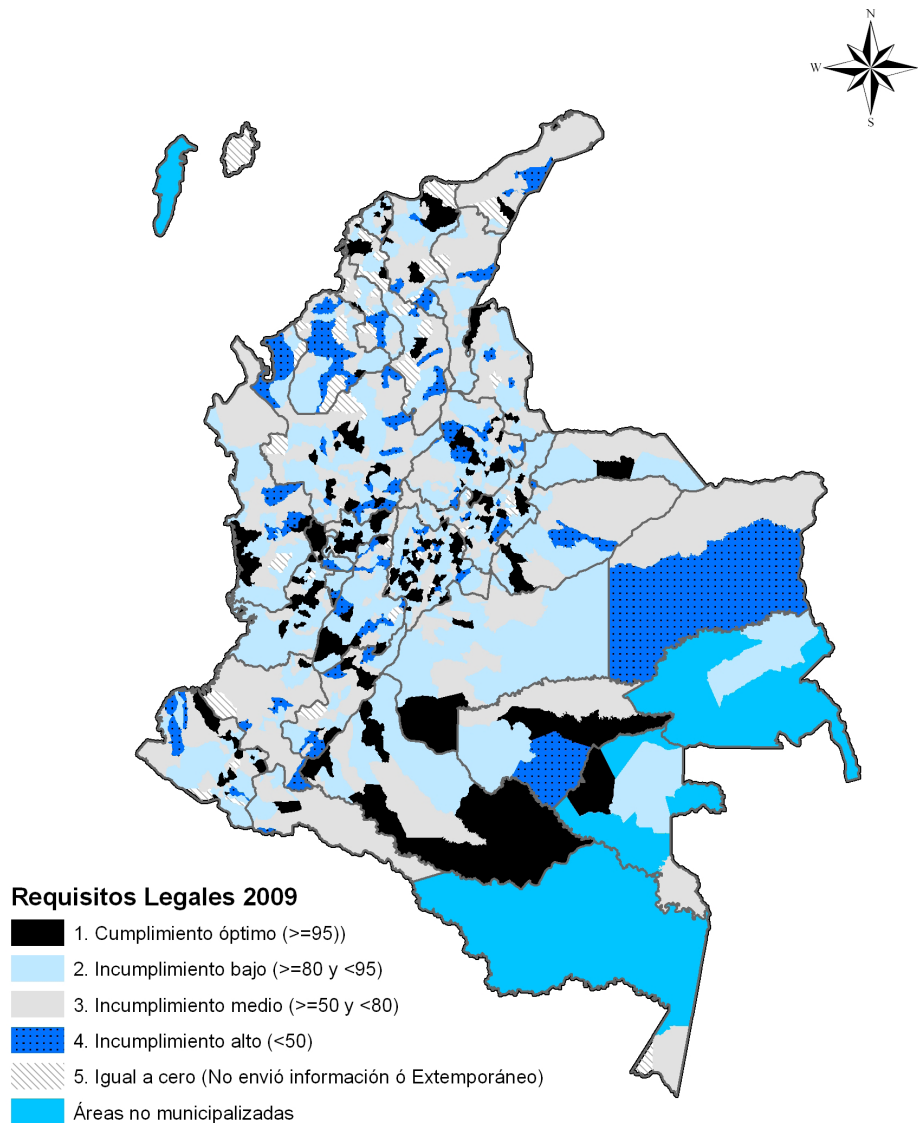 N
W
S
Requisitos Legales 2009
1. Cumplimiento óptimo (>=95))
2. Incumplimiento bajo (>=80 y <95)
3. Incumplimiento medio (>=50 y <80)
4. Incumplimiento alto (<50)
5. Igual a cero (No envió información ó Extemporáneo)
Áreas no municipalizadas